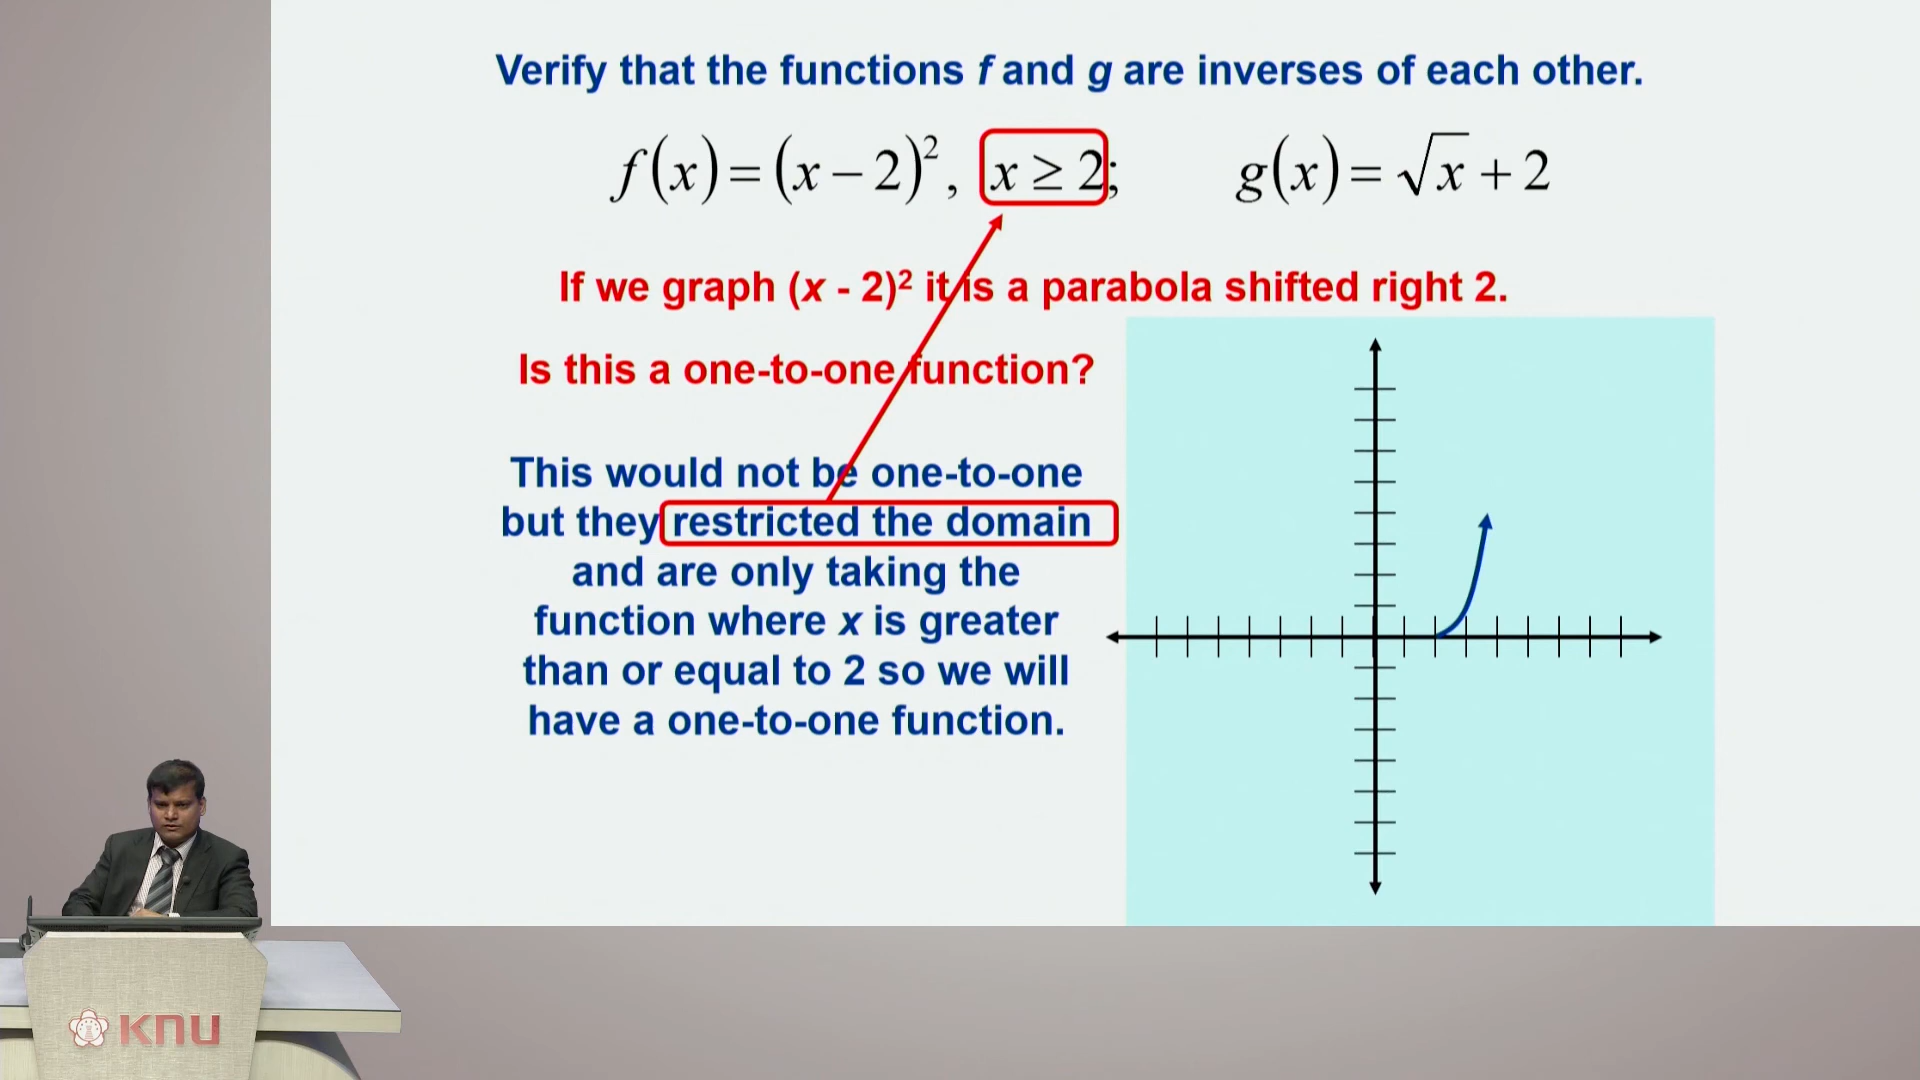 Verify that the functions f and g are inverses of each other.
f(x) = (x – 2)², x ≥ 2; g(x) = √x + 2
If we graph (x - 2)² it is a parabola shifted right 2.
Is this a one-to-one function?
This would not be one-to-one
but they restricted the domain
and are only taking the
function where x is greater
than or equal to 2 so we will
have a one-to-one function.
KNU